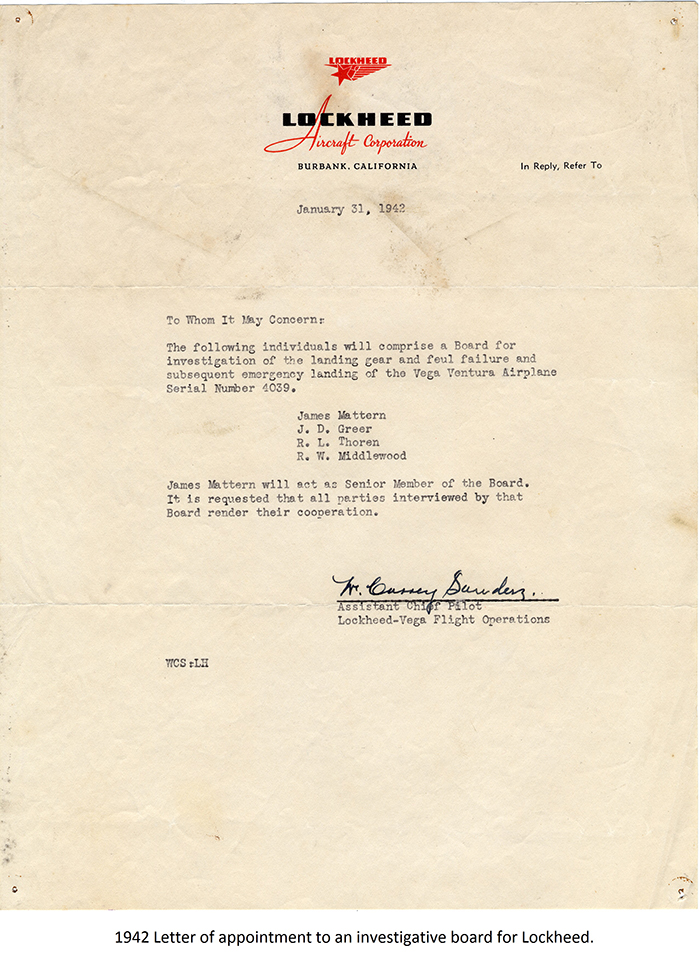 LOCKHEED
LOCKHEED
Aircraft Corporation
BURBANK, CALIFORNIA
In Reply, Refer To
January 31, 1942
To Whom It May Concern:
The following individuals will comprise a Board for
investigation of the landing gear and feul failure and
subsequent emergency landing of the Vega Ventura Airplane
Serial Number 4039.
James Mattern
J. D. Greer
R. L. Thoren
R. W. Middlewood
James Mattern will act as Senior Member of the Board.
It is requested that all parties interviewed by that
Board render their cooperation.
W. Cassey Sanders.
Assistant Chief Pilot
Lockheed-Vega Flight Operations
WCS:LH
1942 Letter of appointment to an investigative board for Lockheed.